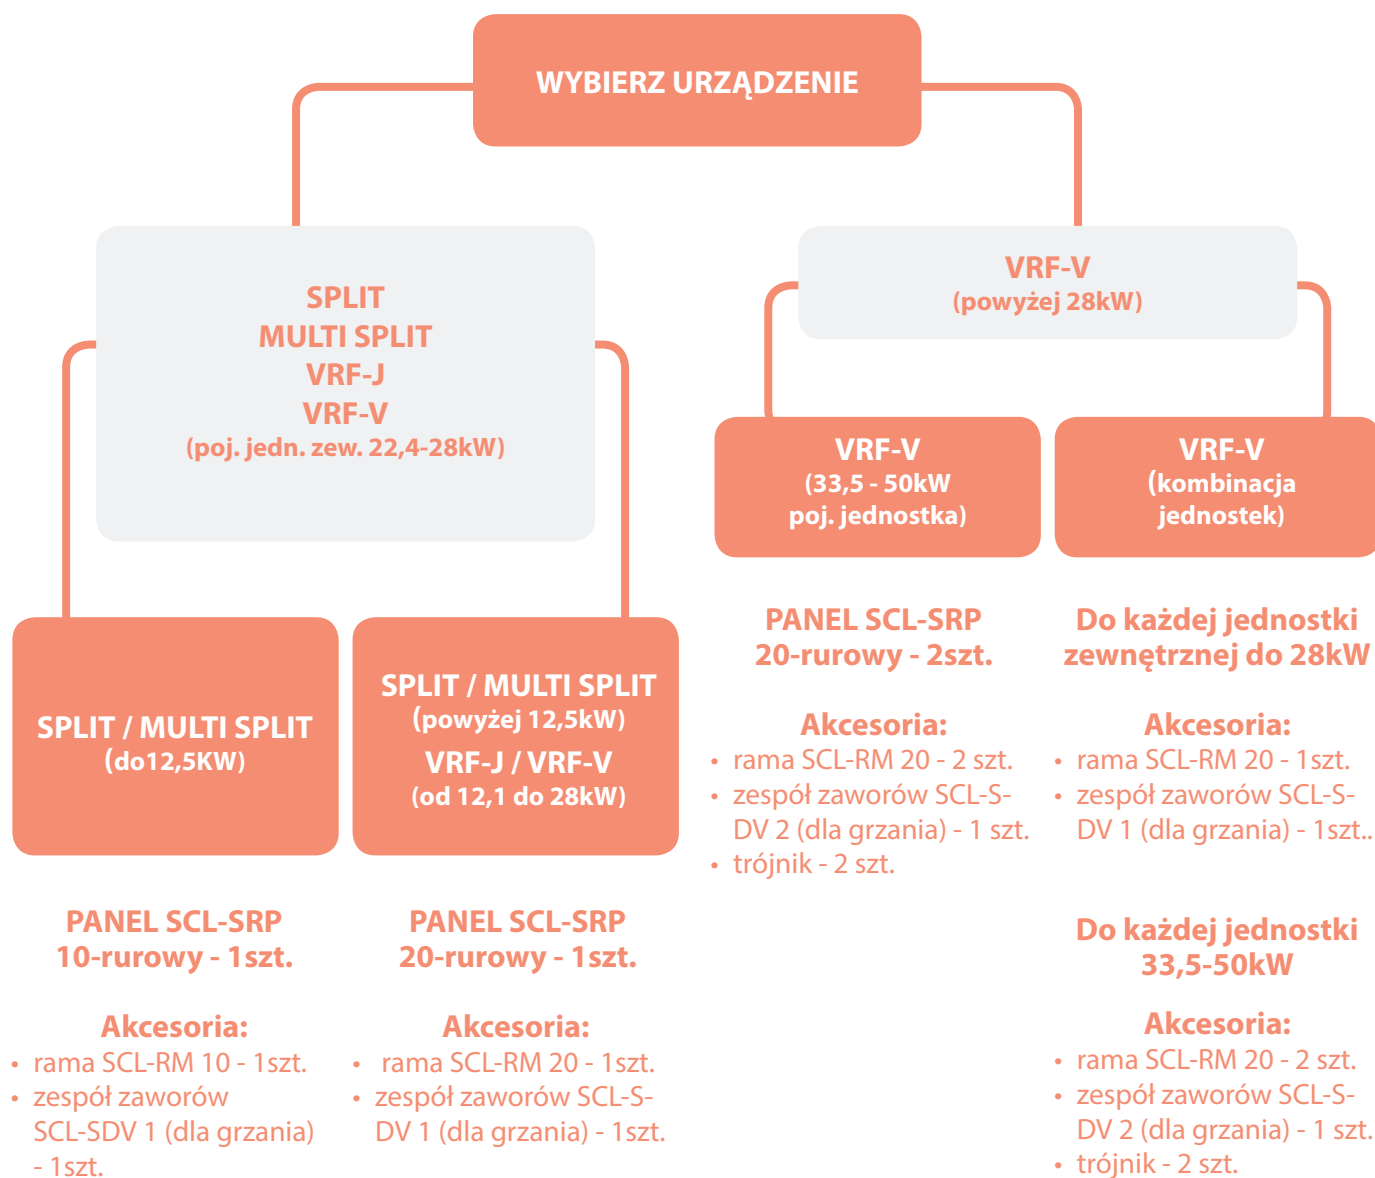 WYBIERZ URZĄDZENIE
SPLIT
MULTI SPLIT
VRF-J
VRF-V
(poj. jedn. zew. 22,4-28kW)
VRF-V
(powyżej 28kW)
SPLIT / MULTI SPLIT
(do12,5KW)
PANEL SCL-SRP
10-rurowy - 1szt.
Akcesoria:
• rama SCL-RM 10 - 1szt.
• zespół zaworów
SCL-SDV 1 (dla grzania)
- 1szt.
SPLIT / MULTI SPLIT
(powyżej 12,5kW)
VRF-J / VRF-V
(od 12,1 do 28kW)
PANEL SCL-SRP
20-rurowy - 1szt.
Akcesoria:
• rama SCL-RM 20 - 1szt.
• zespół zaworów SCL-S-
DV 1 (dla grzania) - 1szt.
VRF-V
(33,5 - 50kW
poj. jednostka)
PANEL SCL-SRP
20-rurowy - 2szt.
Akcesoria:
• rama SCL-RM 20 - 2 szt.
• zespół zaworów SCL-S-
DV 2 (dla grzania) - 1 szt.
• trójnik - 2 szt.
VRF-V
(kombinacja
jednostek)
Do każdej jednostki
zewnętrznej do 28kW
Akcesoria:
• rama SCL-RM 20 - 1szt.
• zespół zaworów SCL-S-
DV 1 (dla grzania) - 1szt..
Do każdej jednostki
33,5-50kW
Akcesoria:
• rama SCL-RM 20 - 2 szt.
• zespół zaworów SCL-S-
DV 2 (dla grzania) - 1 szt.
• trójnik - 2 szt.